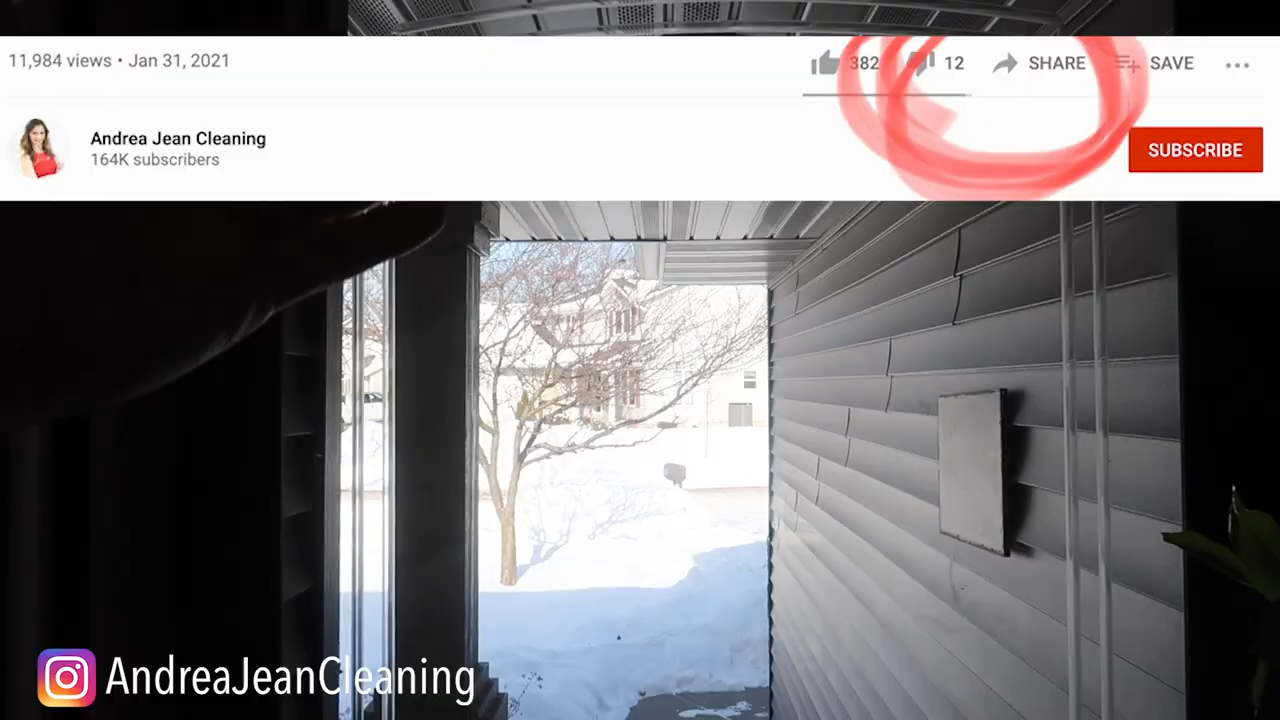 11,984 views • Jan 31, 2021
382
12
SHARE
SAVE
Andrea Jean Cleaning
164K subscribers
SUBSCRIBE
AndreaJeanCleaning